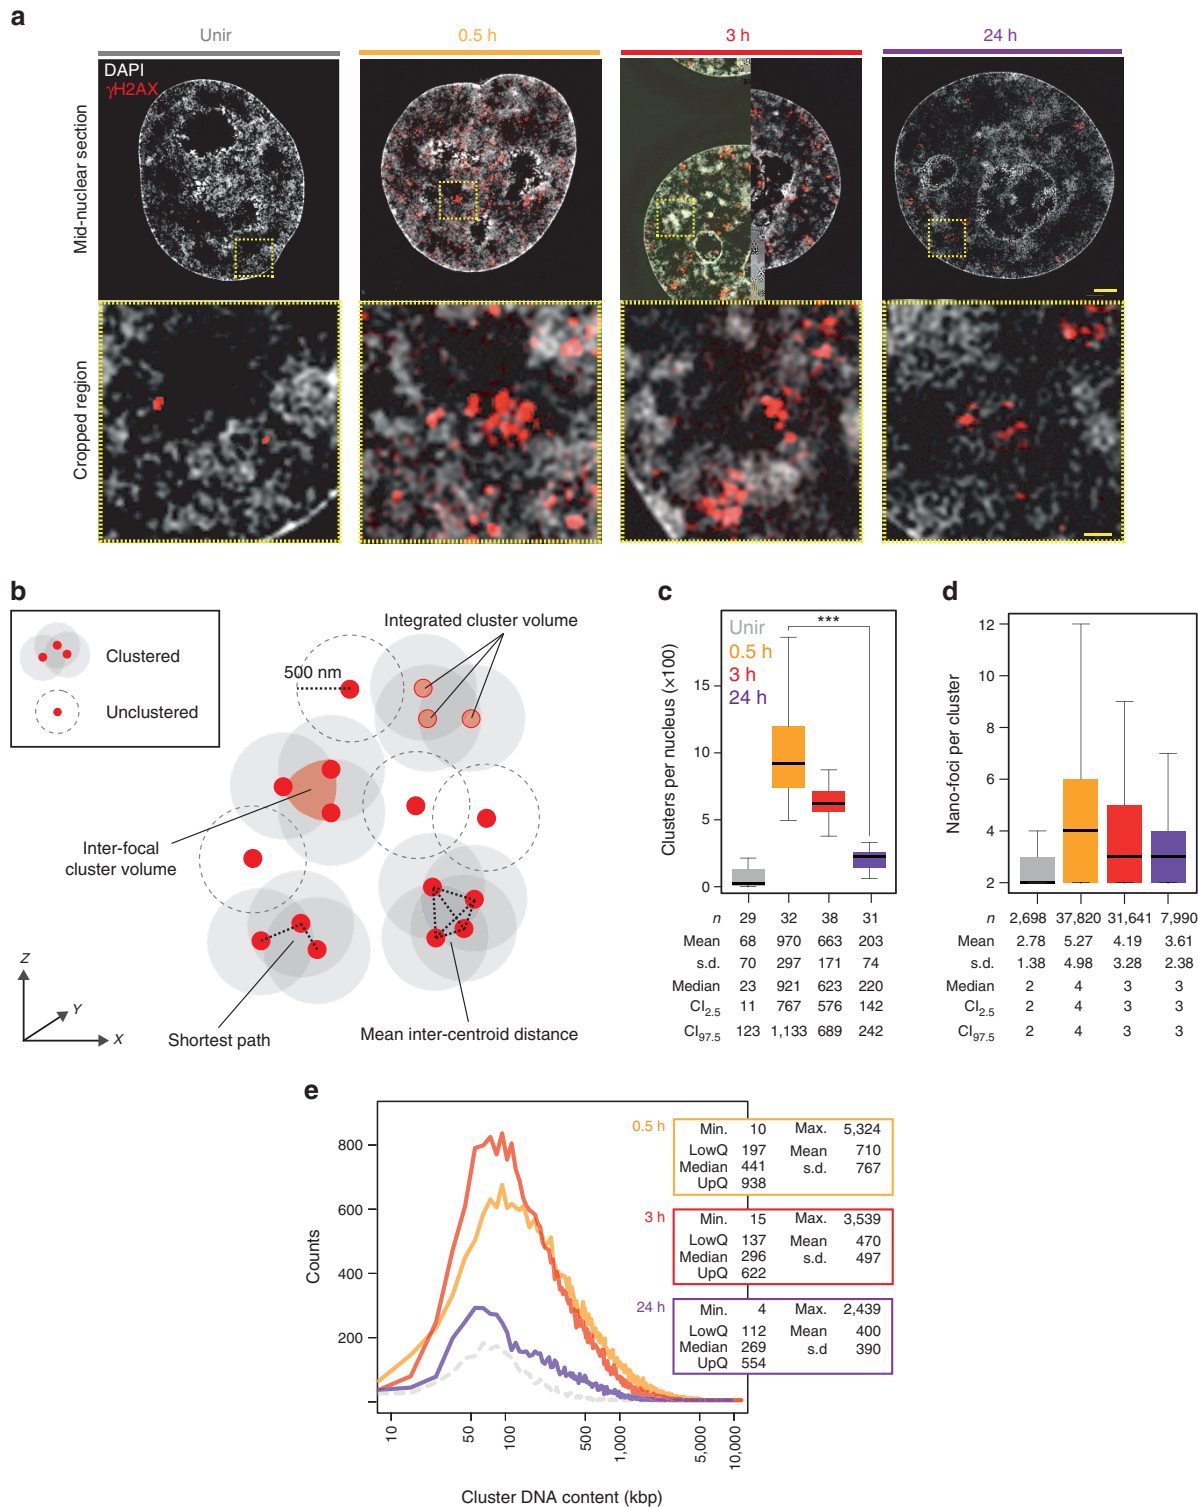 a
Unir 0.5 h 3 h 24 h
DAPI
γH2AX
Mid-nuclear section
Cropped region
b
Clustered
Unclustered
500 nm
Integrated cluster volume
Inter-focal
cluster volume
Shortest path
Mean inter-centroid distance
Z
Y
X
c
Clusters per nucleus (×100)
Unir
0.5 h
3 h
24 h
***
15
10
5
0
n 29 32 38 31
Mean 68 970 663 203
s.d. 70 297 171 74
Median 23 921 623 220
CI2.5 11 767 576 142
CI97.5 123 1,133 689 242
d
Nano-foci per cluster
12
10
8
6
4
2
n 2,698 37,820 31,641 7,990
Mean 2.78 5.27 4.19 3.61
s.d. 1.38 4.98 3.28 2.38
Median 2 4 3 3
CI2.5 2 4 3 3
CI97.5 2 4 3 3
e
Counts
800
600
400
200
10 50 100 500 1,000 5,000 10,000
Cluster DNA content (kbp)
0.5 h
Min. 10 Max. 5,324
LowQ 197 Mean 710
Median 441 s.d. 767
UpQ 938
3 h
Min. 15 Max. 3,539
LowQ 137 Mean 470
Median 296 s.d. 497
UpQ 622
24 h
Min. 4 Max. 2,439
LowQ 112 Mean 400
Median 269 s.d 390
UpQ 554